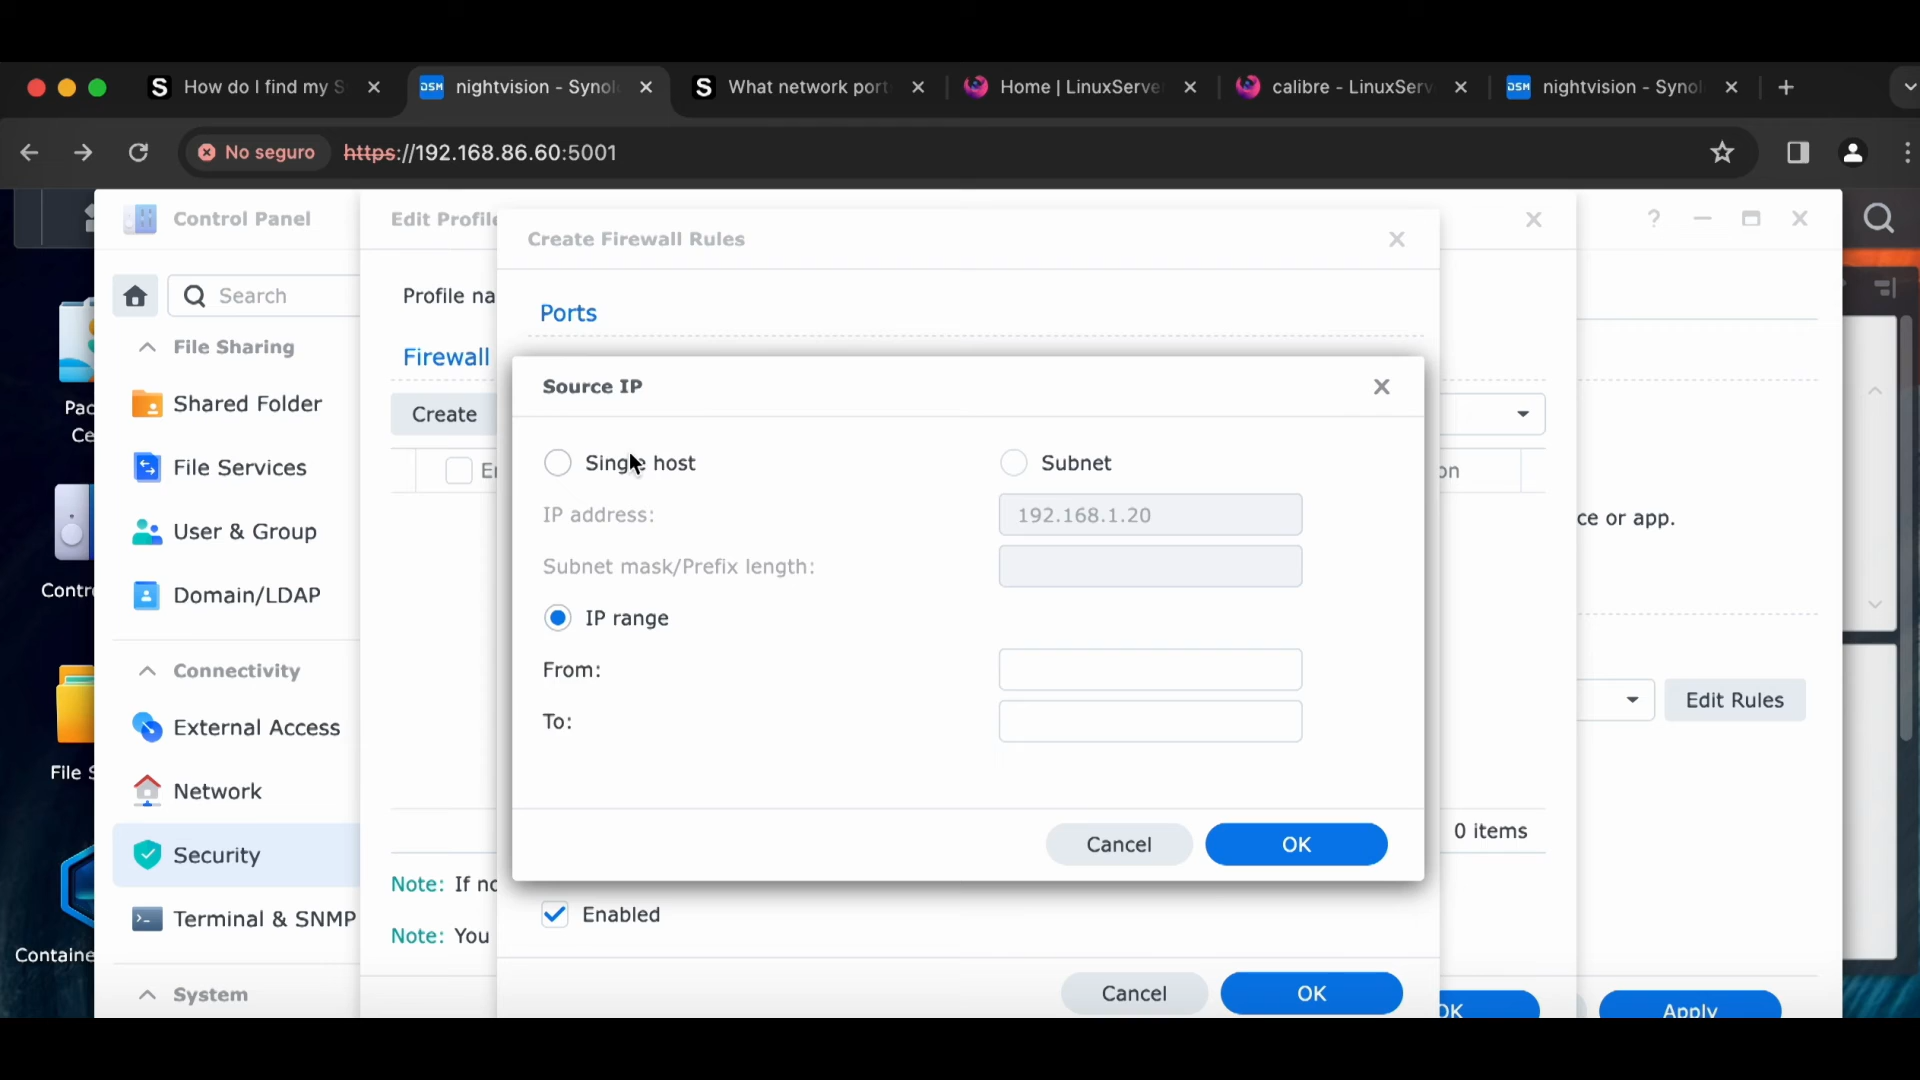 How do I find my S
nightvision - Synol
What network port
Home | LinuxServe
calibre - LinuxServ
nightvision - Synol
No seguro
https://192.168.86.60:5001
Control Panel
Edit Profile
Create Firewall Rules
Search
Profile na
Ports
File Sharing
Firewall
Source IP
Shared Folder
Create
Pac
Ce
Single host
Subnet
File Services
En
on
IP address:
192.168.1.20
ce or app.
User & Group
Subnet mask/Prefix length:
Contr
Domain/LDAP
IP range
Connectivity
From:
Edit Rules
External Access
To:
File S
Network
0 items
Cancel
OK
Security
Note: If no
Enabled
Terminal & SNMP
Note: You
Containe
System
Cancel
OK
OK
Apply